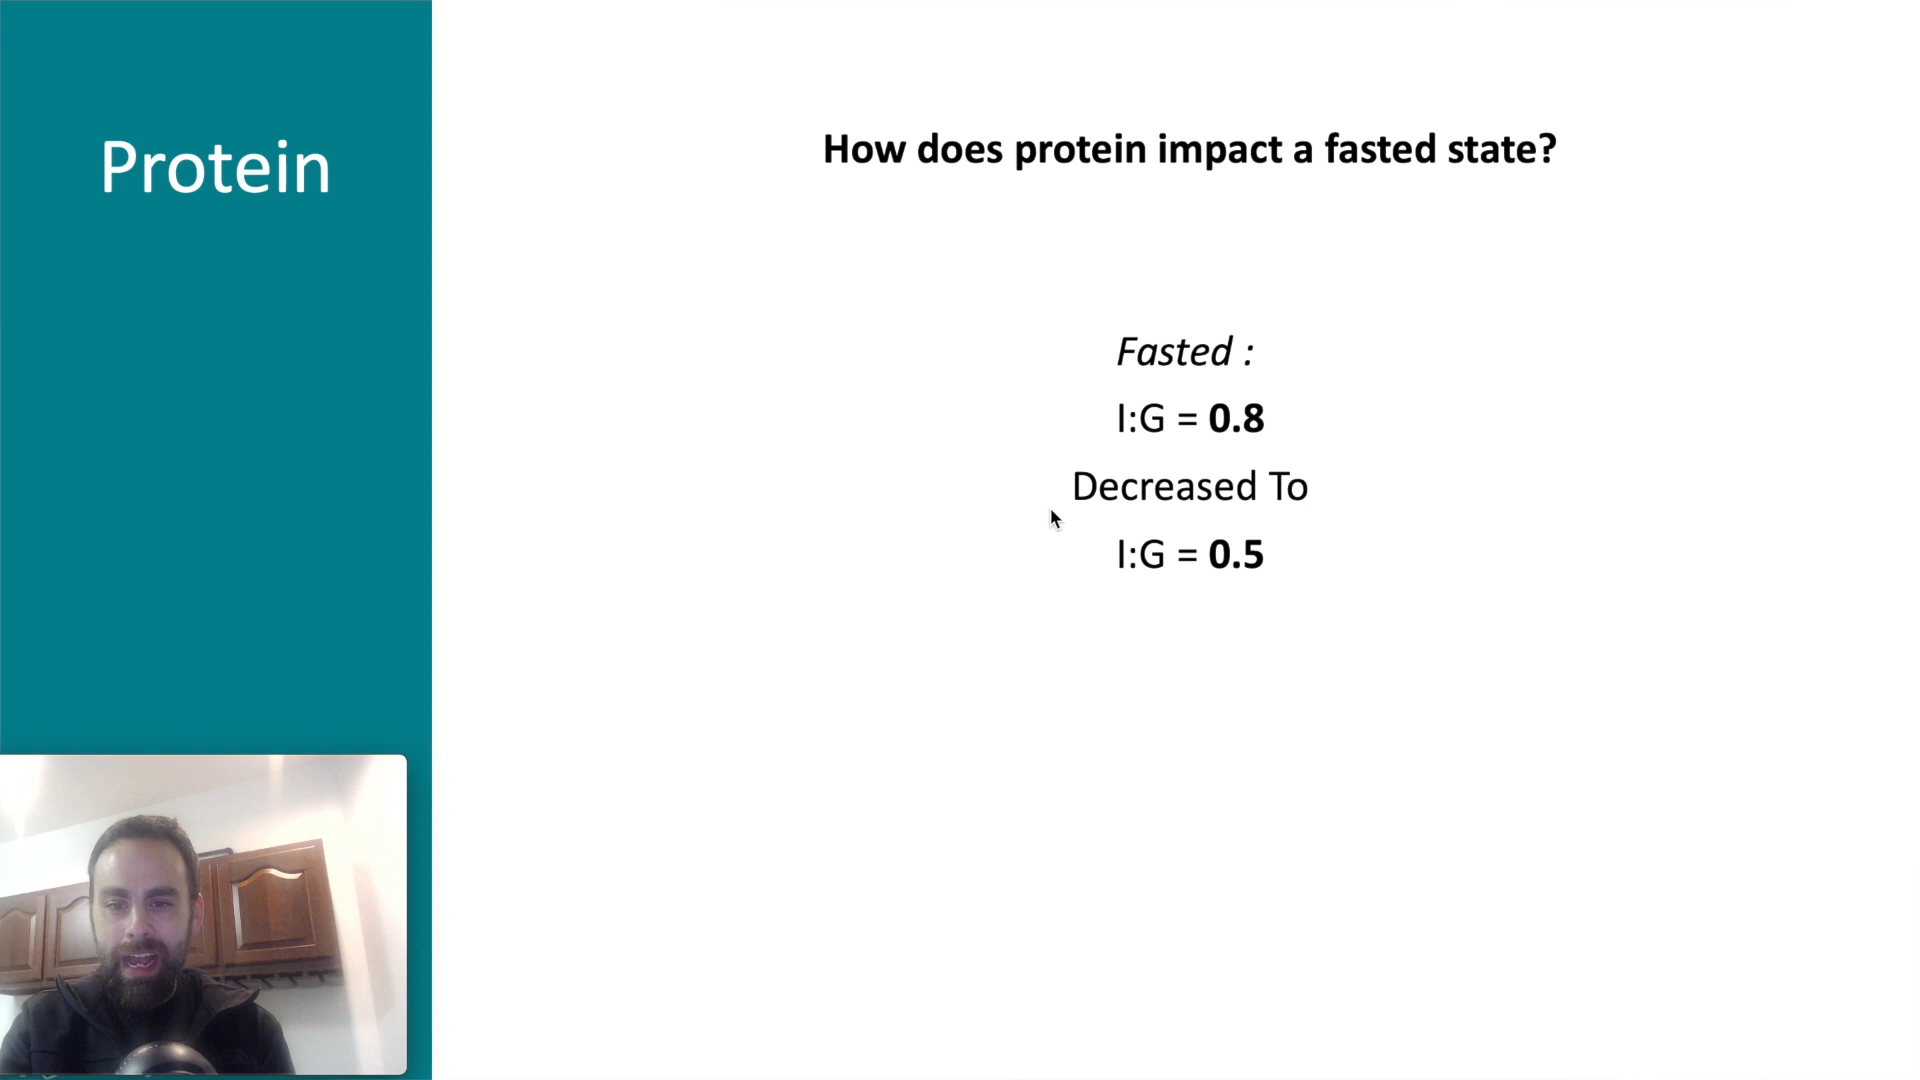 Protein
How does protein impact a fasted state?
Fasted :
I:G = 0.8
Decreased To
I:G = 0.5